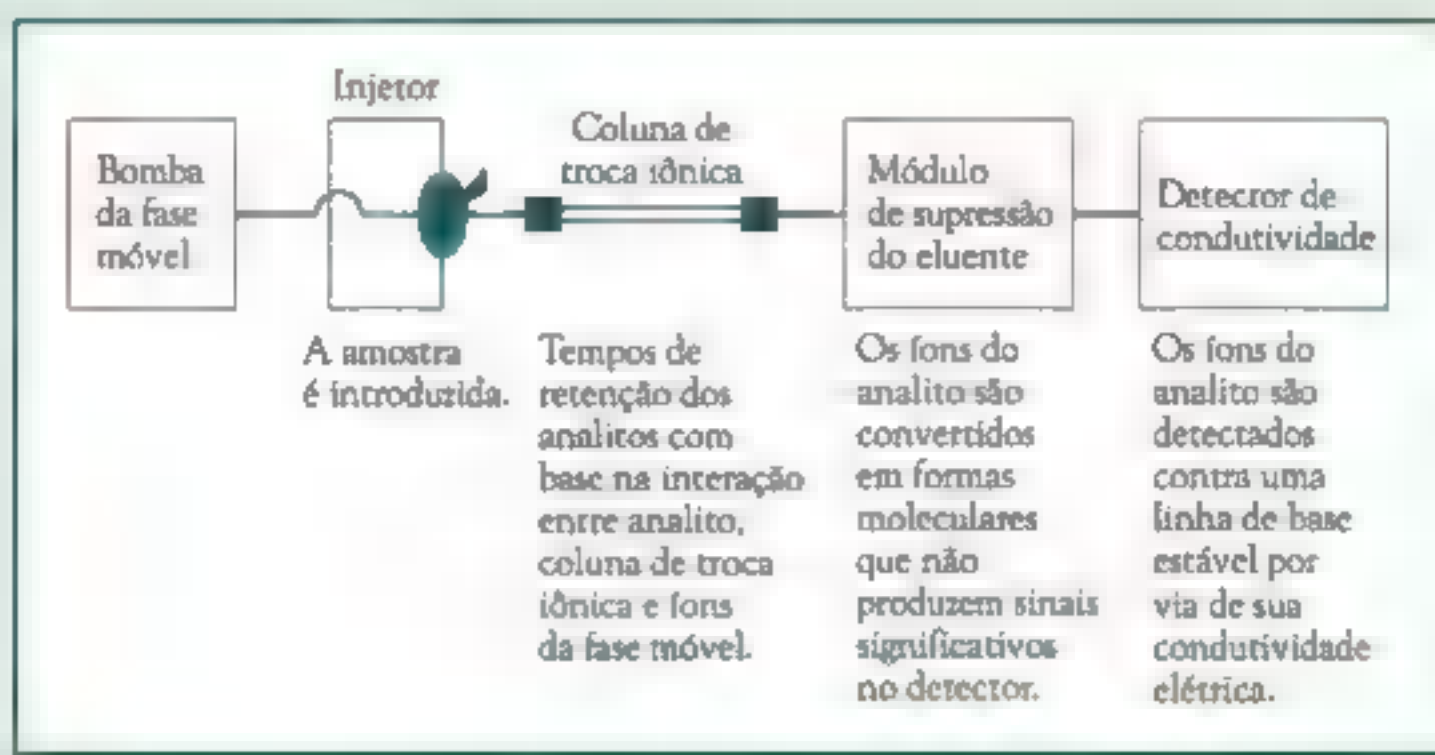 Injetor
Bomba
da fase
móvel
Coluna de
troca iônica
Módulo
de supressão
do eluente
Detector de
condutividade
A amostra
é introduzida.
Tempos de
retenção dos
analitos com
base na interação
entre analito,
coluna de troca
iônica e íons
da fase móvel.
Os íons do
analito são
convertidos
em formas
moleculares
que não
produzem sinais
significativos
no detector.
Os íons do
analito são
detectados
contra uma
linha de base
estável por
via de sua
condutividade
elétrica.